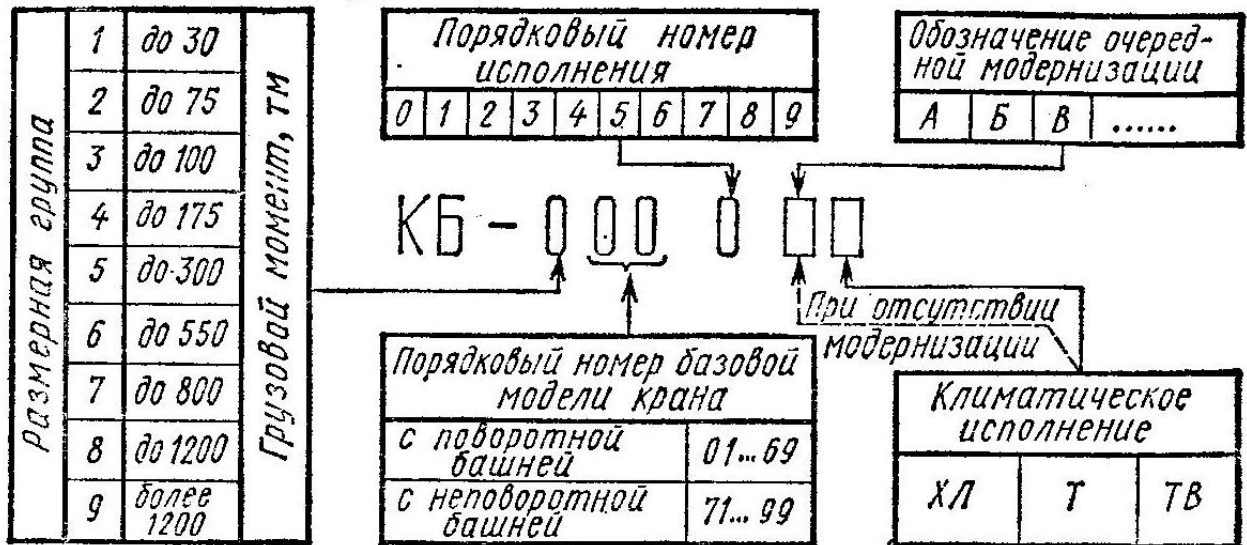 Размерная группа
1 до 30
2 до 75
3 до 100
4 до 175
5 до 300
6 до 550
7 до 800
8 до 1200
9 более
1200
Грузовой момент, тм
Порядковый номер
исполнения
0 1 2 3 4 5 6 7 8 9
Обозначение очеред-
ной модернизации
А Б В ......
КБ - 0 0 0 0
При отсутствии
модернизации
Порядковый номер базовой
модели крана
с поворотной
башней
01...69
с неповоротной
башней
71...99
Климатическое
исполнение
ХЛ Т ТВ